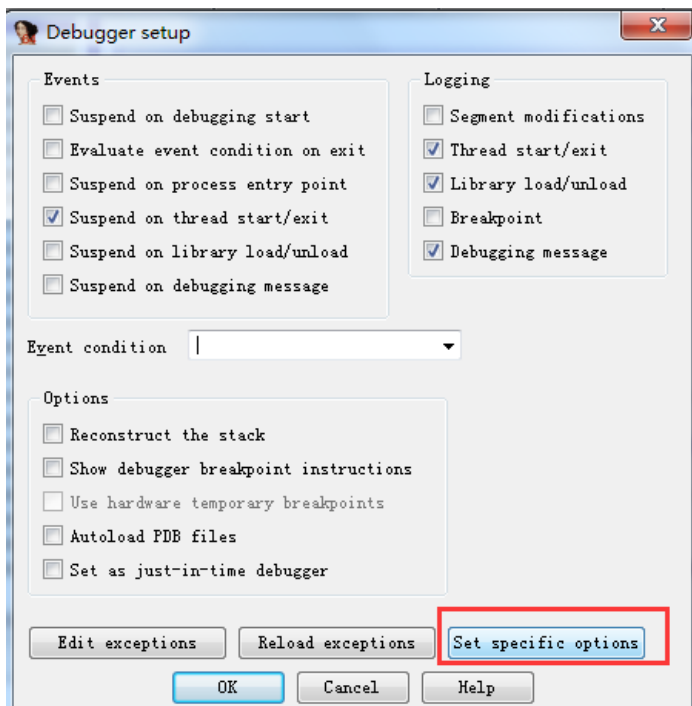 Debugger setup
Events
Suspend on debugging start
Evaluate event condition on exit
Suspend on process entry point
Suspend on thread start/exit
Suspend on library load/unload
Suspend on debugging message
Logging
Segment modifications
Thread start/exit
Library load/unload
Breakpoint
Debugging message
Event condition
Options
Reconstruct the stack
Show debugger breakpoint instructions
Use hardware temporary breakpoints
Autoload PDB files
Set as just-in-time debugger
Edit exceptions Reload exceptions Set specific options
OK Cancel Help